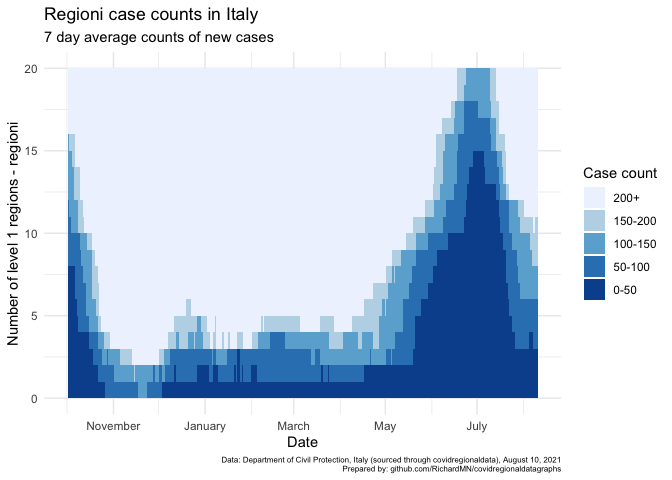 Regioni case counts in Italy
7 day average counts of new cases
Number of level 1 regions - regioni
20
15
10
5
0
November
January
March
May
July
Date
Case count
200+
150-200
100-150
50-100
0-50
Data: Department of Civil Protection, Italy (sourced through covidregionaldata), August 10, 2021
Prepared by: github.com/RichardMN/covidregionaldatagraphs